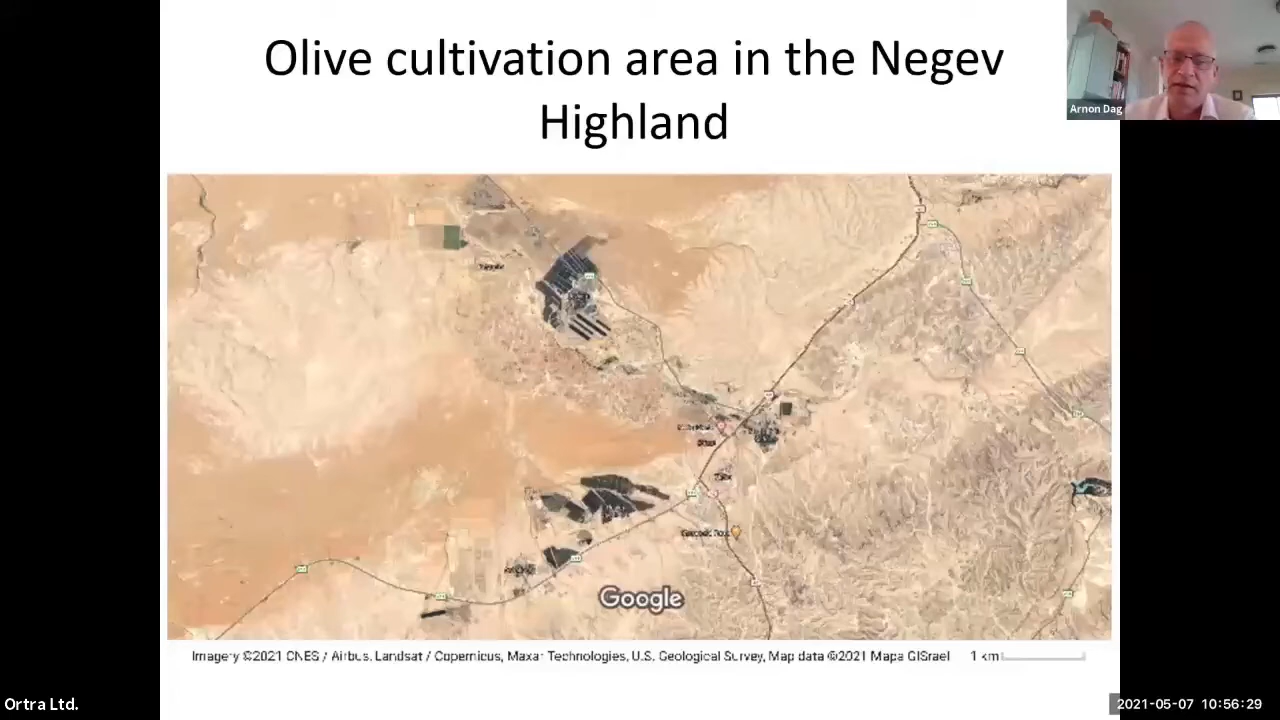 Olive cultivation area in the Negev
Highland
Arnon Dag
Google
Imagery ©2021 CNES / Airbus, Landsat / Copernicus, Maxar Technologies, U.S. Geological Survey, Map data ©2021 Mapa GISrael 1 km
Ortra Ltd.
2021-05-07 10:56:29